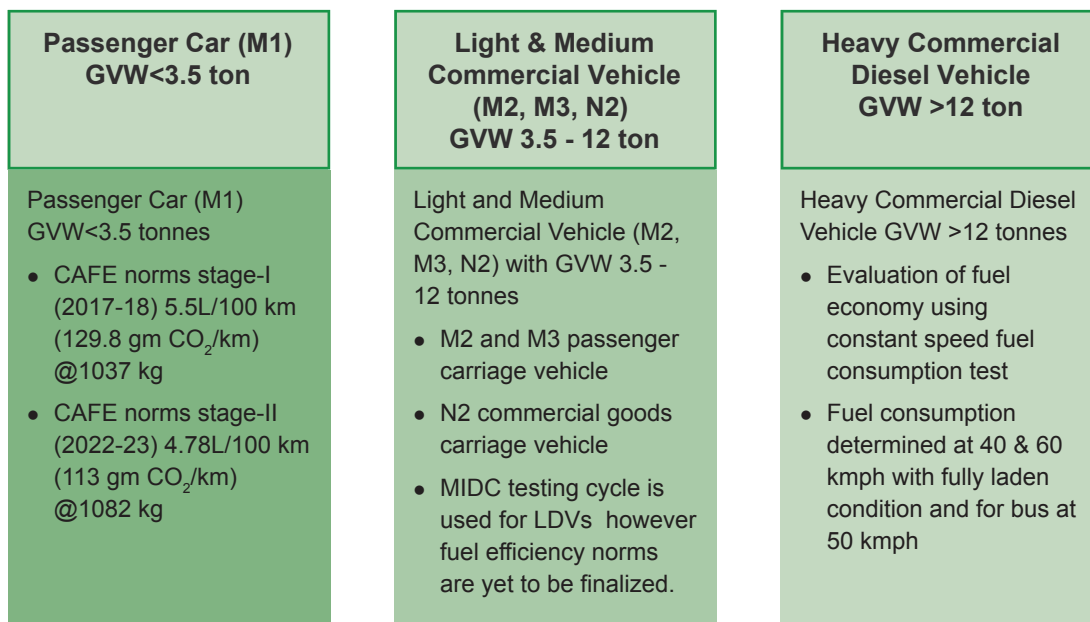 Passenger Car (M1)
GVW<3.5 ton
Passenger Car (M1)
GVW<3.5 tonnes
● CAFE norms stage-I
(2017-18) 5.5L/100 km
(129.8 gm CO₂/km)
@1037 kg
● CAFE norms stage-II
(2022-23) 4.78L/100 km
(113 gm CO₂/km)
@1082 kg
Light & Medium
Commercial Vehicle
(M2, M3, N2)
GVW 3.5 - 12 ton
Light and Medium
Commercial Vehicle (M2,
M3, N2) with GVW 3.5 -
12 tonnes
● M2 and M3 passenger
carriage vehicle
● N2 commercial goods
carriage vehicle
● MIDC testing cycle is
used for LDVs however
fuel efficiency norms
are yet to be finalized.
Heavy Commercial
Diesel Vehicle
GVW >12 ton
Heavy Commercial Diesel
Vehicle GVW >12 tonnes
● Evaluation of fuel
economy using
constant speed fuel
consumption test
● Fuel consumption
determined at 40 & 60
kmph with fully laden
condition and for bus at
50 kmph